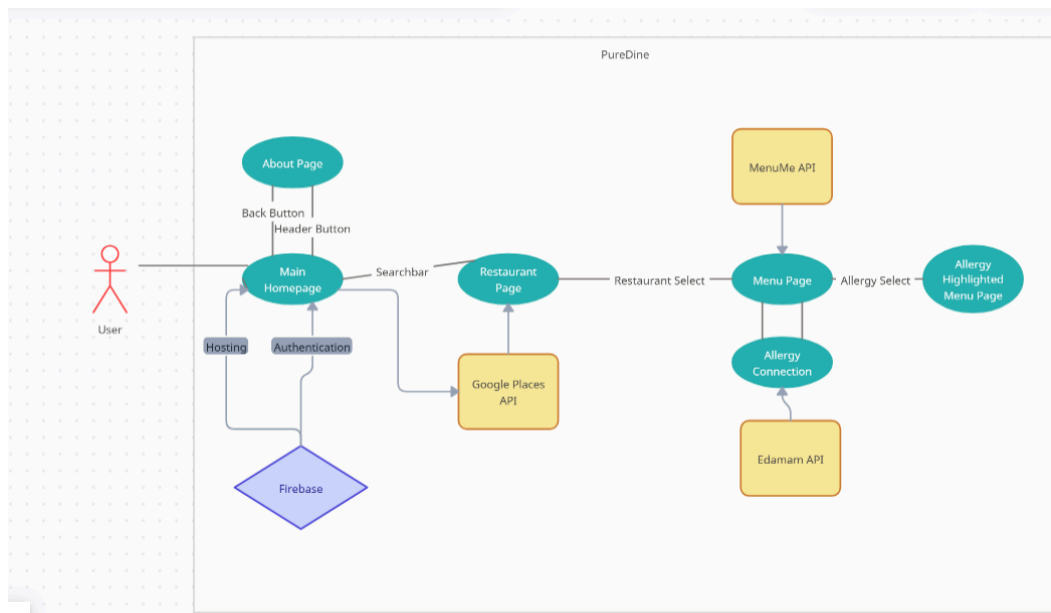 PureDine
About Page
MenuMe API
Back Button
Header Button
Main
Homepage
Searchbar
Restaurant
Page
Restaurant Select
Menu Page
Allergy Select
Allergy
Highlighted
Menu Page
User
Hosting
Authentication
Google Places
API
Allergy
Connection
Edamam API
Firebase